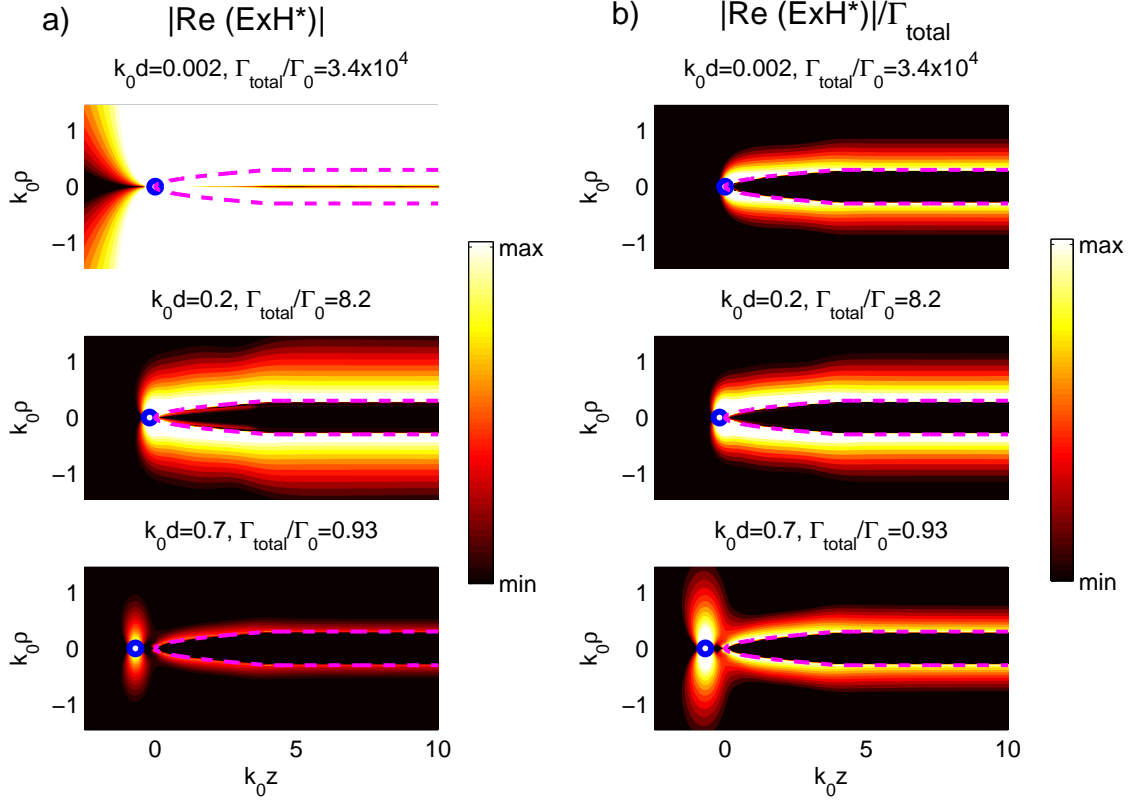 a) |Re (ExH*)|
k₀d=0.002, Γtotal/Γ₀=3.4x10⁴
k₀ρ
1
0
−1
k₀d=0.2, Γtotal/Γ₀=8.2
k₀ρ
1
0
−1
k₀d=0.7, Γtotal/Γ₀=0.93
k₀ρ
1
0
−1
0 5 10
k₀z
max
min
b) |Re (ExH*)|/Γtotal
k₀d=0.002, Γtotal/Γ₀=3.4x10⁴
k₀ρ
1
0
−1
k₀d=0.2, Γtotal/Γ₀=8.2
k₀ρ
1
0
−1
k₀d=0.7, Γtotal/Γ₀=0.93
k₀ρ
1
0
−1
0 5 10
k₀z
max
min